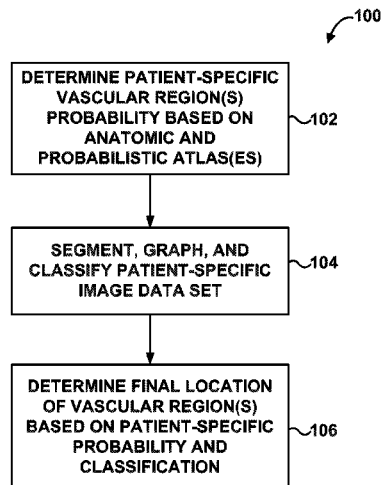 100
DETERMINE PATIENT-SPECIFIC
VASCULAR REGION(S)
PROBABILITY BASED ON
ANATOMIC AND
PROBABILISTIC ATLAS(ES)
102
SEGMENT, GRAPH, AND
CLASSIFY PATIENT-SPECIFIC
IMAGE DATA SET
104
DETERMINE FINAL LOCATION
OF VASCULAR REGION(S)
BASED ON PATIENT-SPECIFIC
PROBABILITY AND
CLASSIFICATION
106